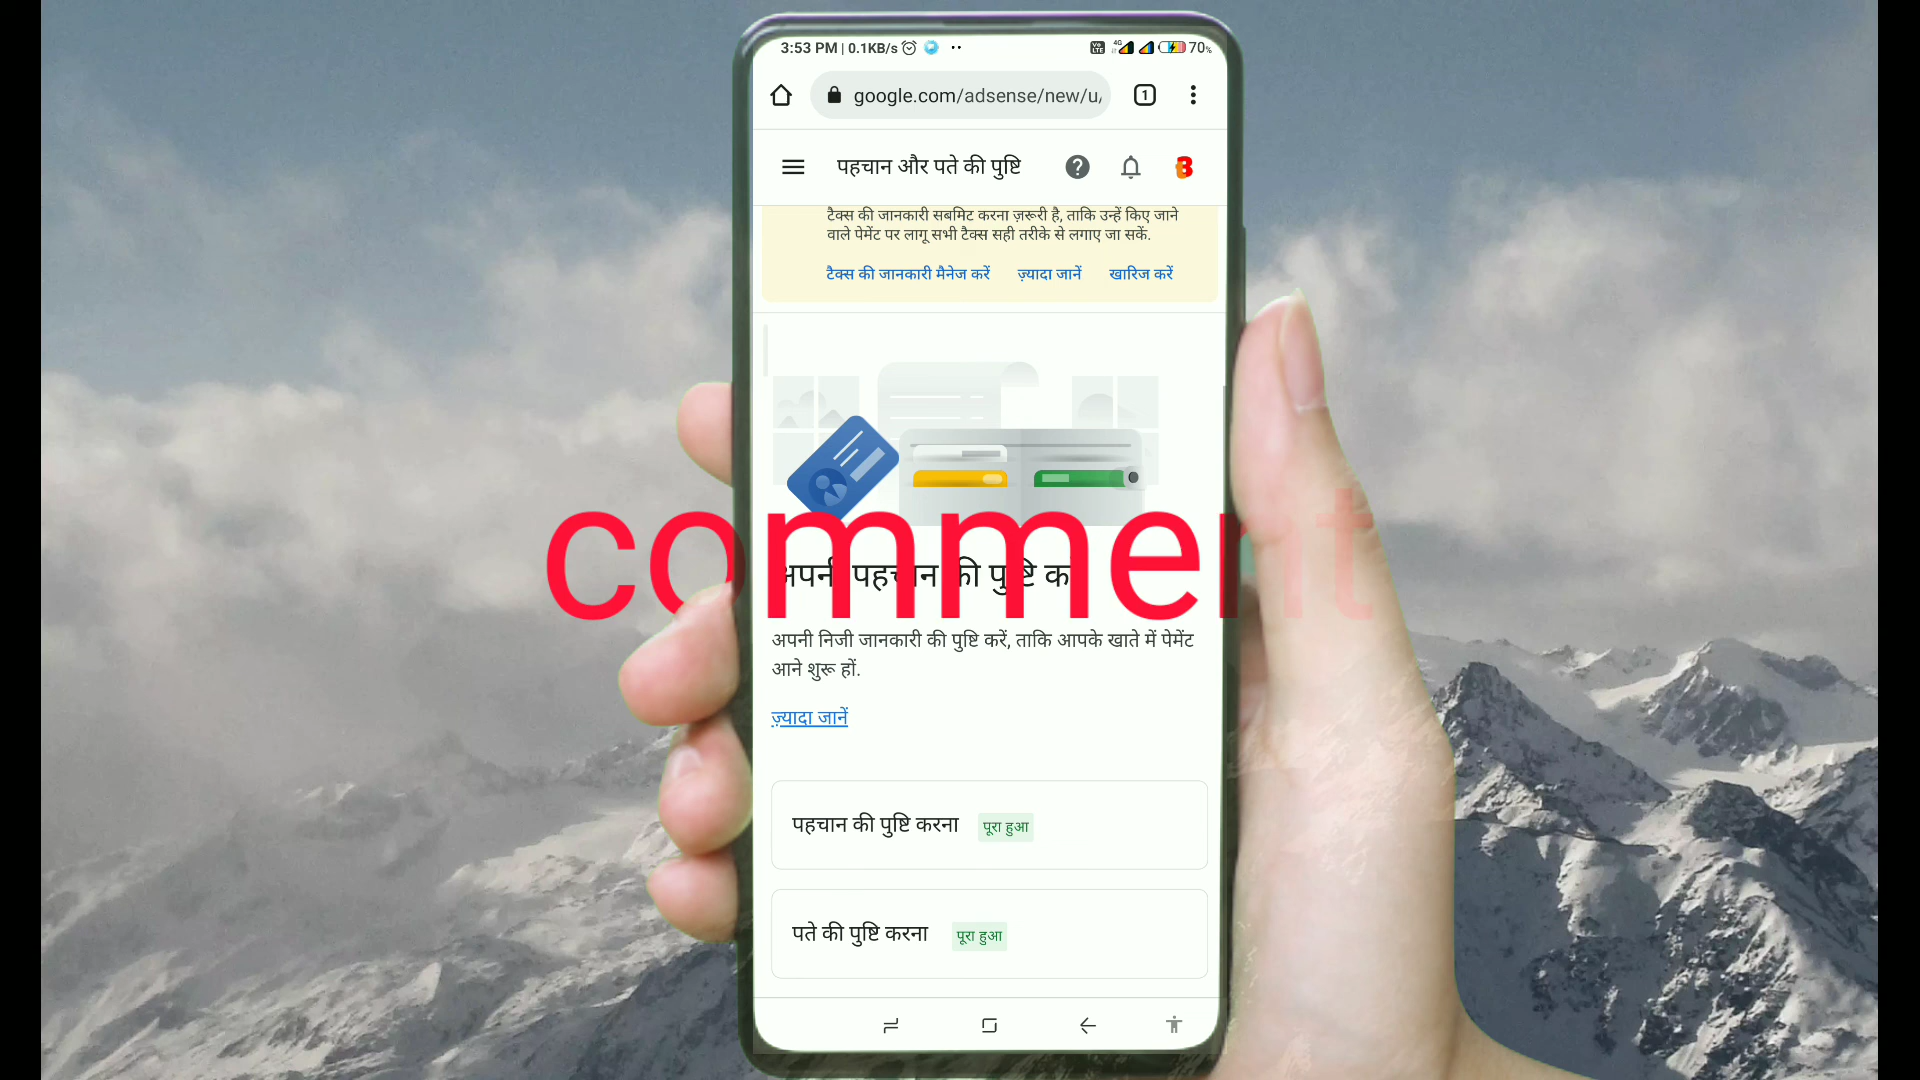 3:53 PM | 0.1KB/s
4G
70%
google.com/adsense/new/u/
1
पहचान और पते की पुष्टि
टैक्स की जानकारी सबमिट करना ज़रूरी है, ताकि उन्हें किए जाने
वाले पेमेंट पर लागू सभी टैक्स सही तरीके से लगाए जा सकें.
टैक्स की जानकारी मैनेज करें ज़्यादा जानें खारिज करें
comment
अपनी पहचान की पुष्टि
अपनी निजी जानकारी की पुष्टि करें, ताकि आपके खाते में पेमेंट
आने शुरू हों.
ज़्यादा जानें
पहचान की पुष्टि करना पूरा हुआ
पते की पुष्टि करना पूरा हुआ